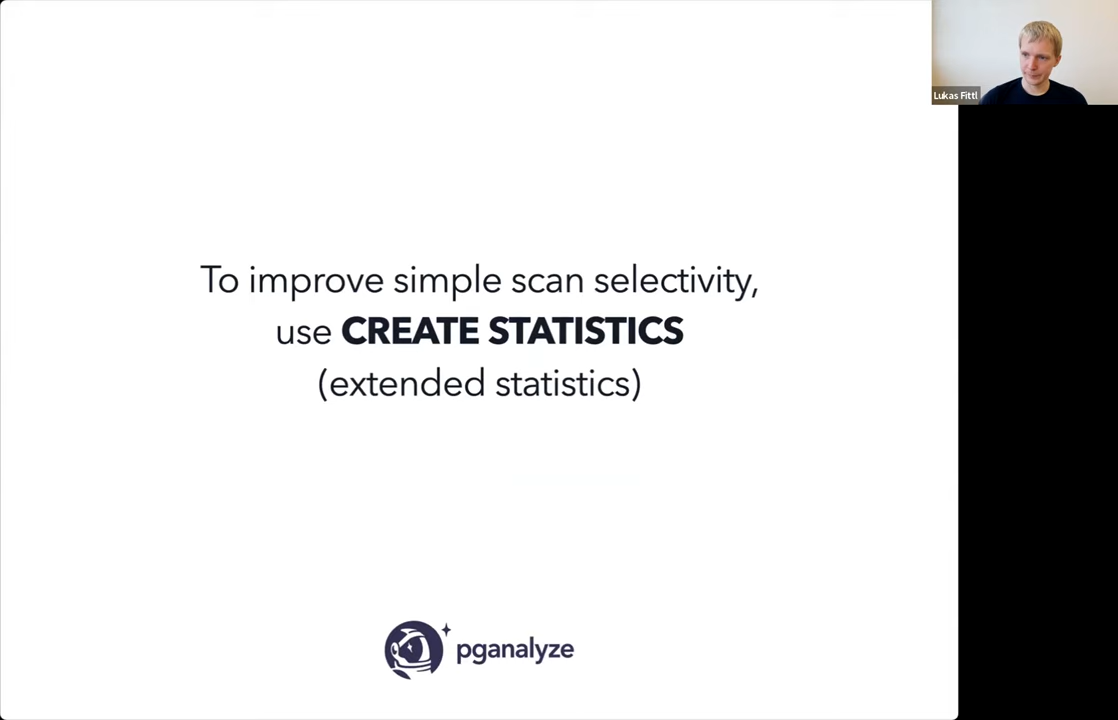 Lukas Fittl
To improve simple scan selectivity,
use CREATE STATISTICS
(extended statistics)
pganalyze